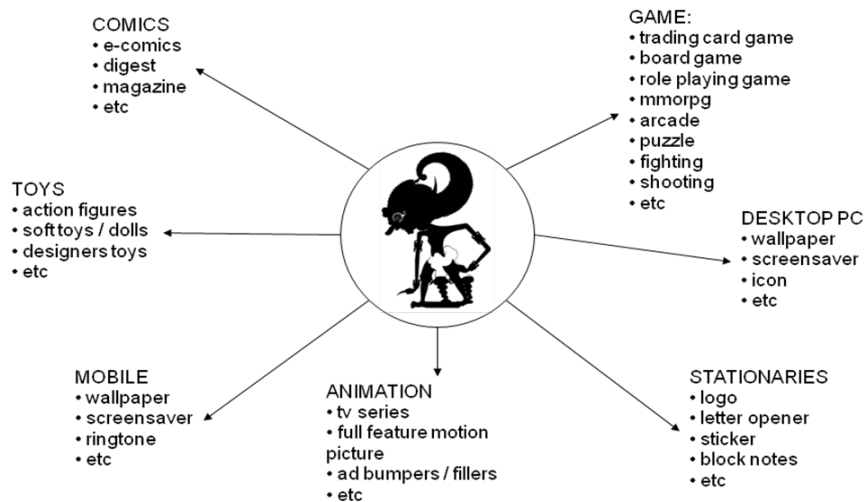 COMICS
• e-comics
• digest
• magazine
• etc
GAME:
• trading card game
• board game
• role playing game
• mmorpg
• arcade
• puzzle
• fighting
• shooting
• etc
TOYS
• action figures
• soft toys / dolls
• designers toys
• etc
DESKTOP PC
• wallpaper
• screensaver
• icon
• etc
MOBILE
• wallpaper
• screensaver
• ringtone
• etc
ANIMATION
• tv series
• full feature motion
picture
• ad bumpers / fillers
• etc
STATIONARIES
• logo
• letter opener
• sticker
• block notes
• etc